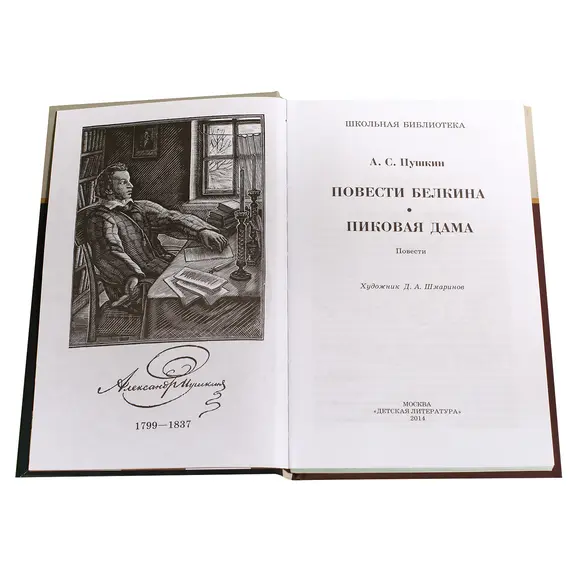 Александр Пушкин
1799—1837
ШКОЛЬНАЯ БИБЛИОТЕКА
А. С. Пушкин
ПОВЕСТИ БЕЛКИНА
•
ПИКОВАЯ ДАМА
Повести
Художник Д. А. Шмаринов
МОСКВА
«ДЕТСКАЯ ЛИТЕРАТУРА»
2014